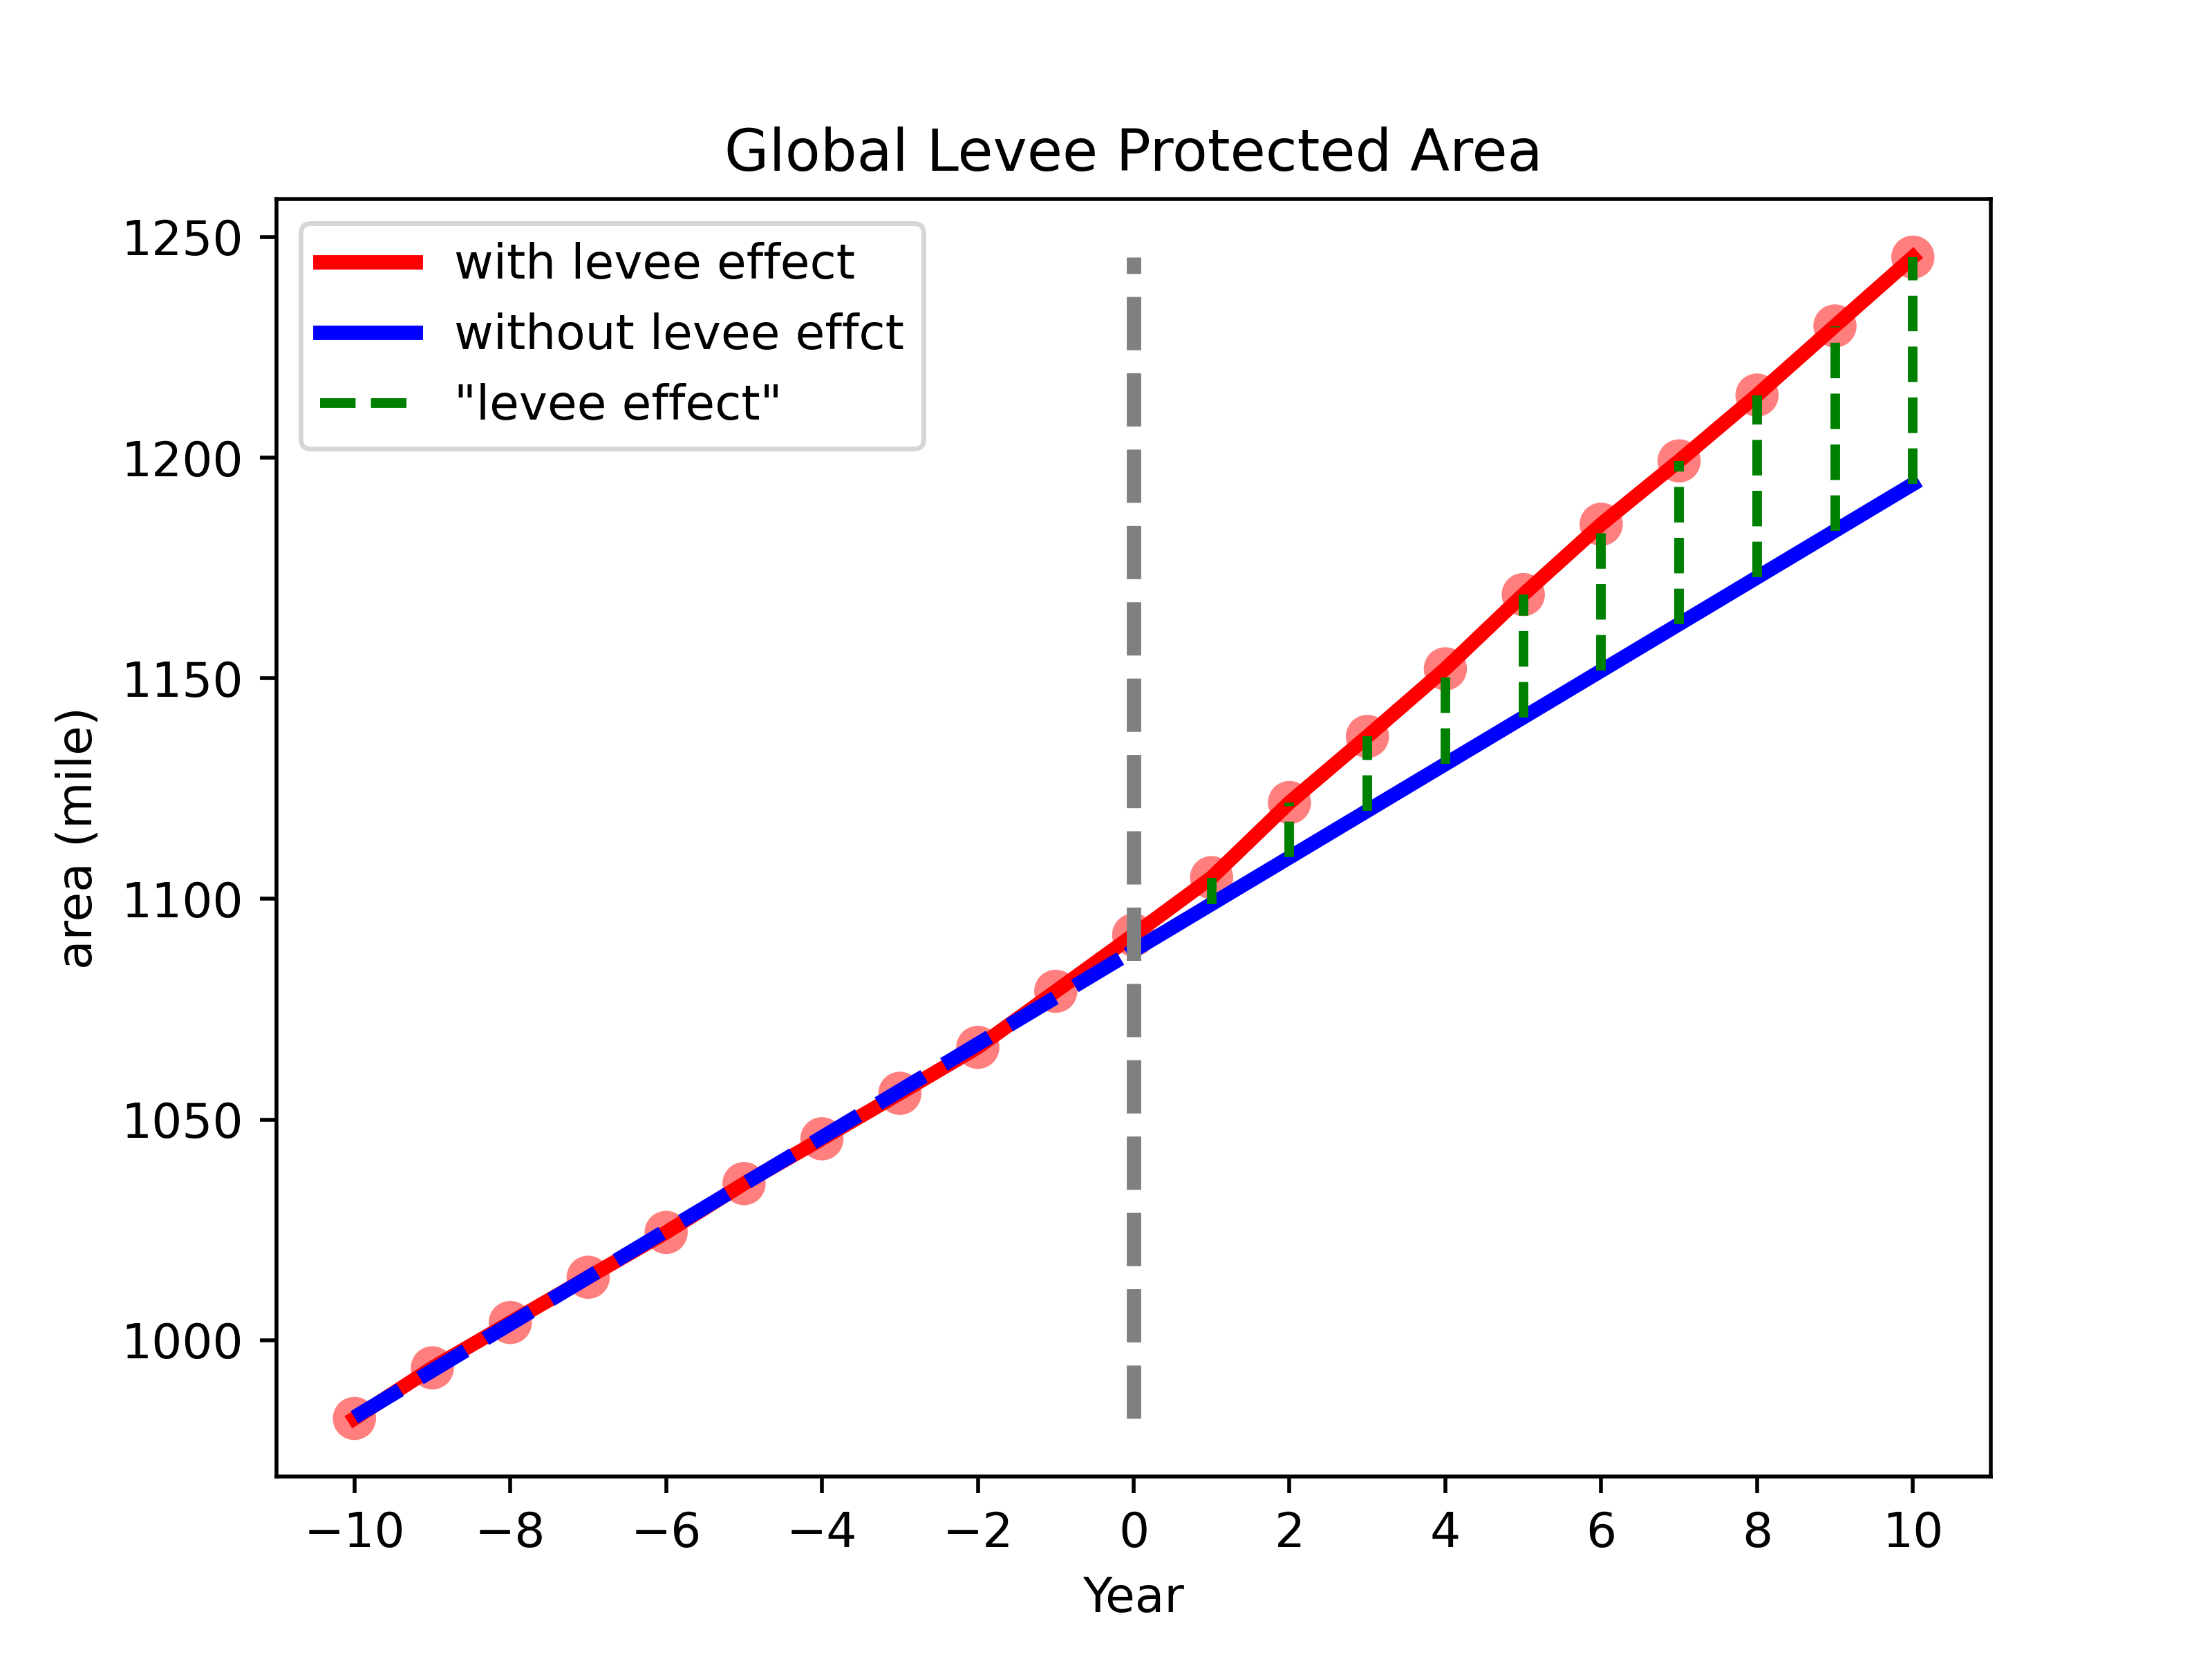 Global Levee Protected Area
with levee effect
without levee effct
"levee effect"
1250
1200
1150
1100
1050
1000
area (mile)
−10 −8 −6 −4 −2 0 2 4 6 8 10
Year